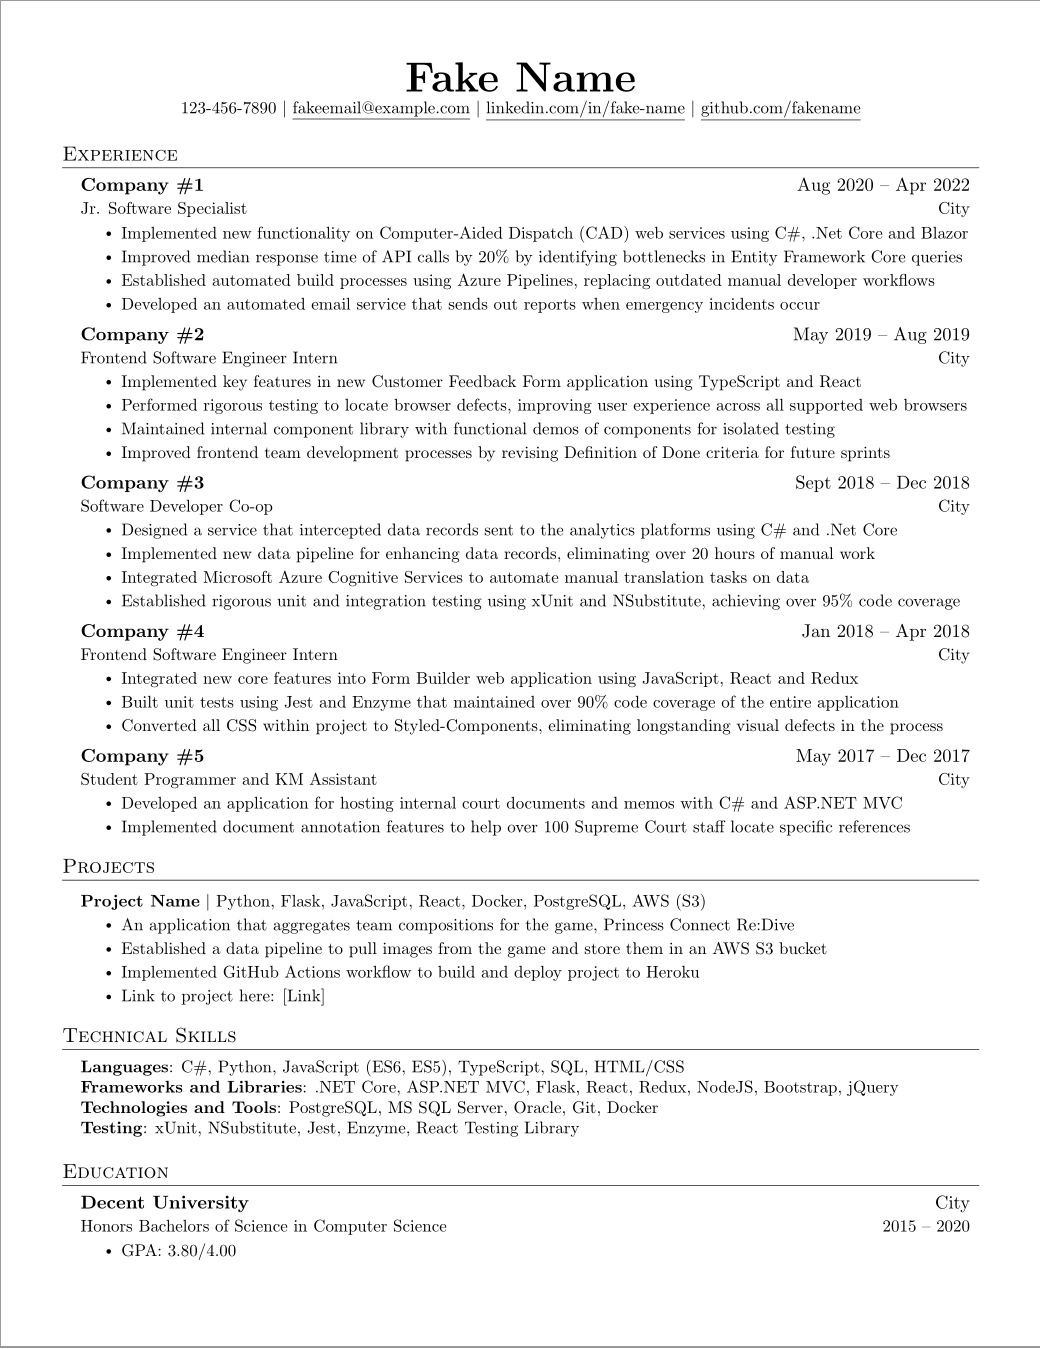 Fake Name
123-456-7890 | fakeemail@example.com | linkedin.com/in/fake-name | github.com/fakename
Experience
Company #1 Aug 2020 – Apr 2022
Jr. Software Specialist City
• Implemented new functionality on Computer-Aided Dispatch (CAD) web services using C#, .Net Core and Blazor
• Improved median response time of API calls by 20% by identifying bottlenecks in Entity Framework Core queries
• Established automated build processes using Azure Pipelines, replacing outdated manual developer workflows
• Developed an automated email service that sends out reports when emergency incidents occur
Company #2 May 2019 – Aug 2019
Frontend Software Engineer Intern City
• Implemented key features in new Customer Feedback Form application using TypeScript and React
• Performed rigorous testing to locate browser defects, improving user experience across all supported web browsers
• Maintained internal component library with functional demos of components for isolated testing
• Improved frontend team development processes by revising Definition of Done criteria for future sprints
Company #3 Sept 2018 – Dec 2018
Software Developer Co-op City
• Designed a service that intercepted data records sent to the analytics platforms using C# and .Net Core
• Implemented new data pipeline for enhancing data records, eliminating over 20 hours of manual work
• Integrated Microsoft Azure Cognitive Services to automate manual translation tasks on data
• Established rigorous unit and integration testing using xUnit and NSubstitute, achieving over 95% code coverage
Company #4 Jan 2018 – Apr 2018
Frontend Software Engineer Intern City
• Integrated new core features into Form Builder web application using JavaScript, React and Redux
• Built unit tests using Jest and Enzyme that maintained over 90% code coverage of the entire application
• Converted all CSS within project to Styled-Components, eliminating longstanding visual defects in the process
Company #5 May 2017 – Dec 2017
Student Programmer and KM Assistant City
• Developed an application for hosting internal court documents and memos with C# and ASP.NET MVC
• Implemented document annotation features to help over 100 Supreme Court staff locate specific references
Projects
Project Name | Python, Flask, JavaScript, React, Docker, PostgreSQL, AWS (S3)
• An application that aggregates team compositions for the game, Princess Connect Re:Dive
• Established a data pipeline to pull images from the game and store them in an AWS S3 bucket
• Implemented GitHub Actions workflow to build and deploy project to Heroku
• Link to project here: [Link]
Technical Skills
Languages: C#, Python, JavaScript (ES6, ES5), TypeScript, SQL, HTML/CSS
Frameworks and Libraries: .NET Core, ASP.NET MVC, Flask, React, Redux, NodeJS, Bootstrap, jQuery
Technologies and Tools: PostgreSQL, MS SQL Server, Oracle, Git, Docker
Testing: xUnit, NSubstitute, Jest, Enzyme, React Testing Library
Education
Decent University City
Honors Bachelors of Science in Computer Science 2015 – 2020
• GPA: 3.80/4.00